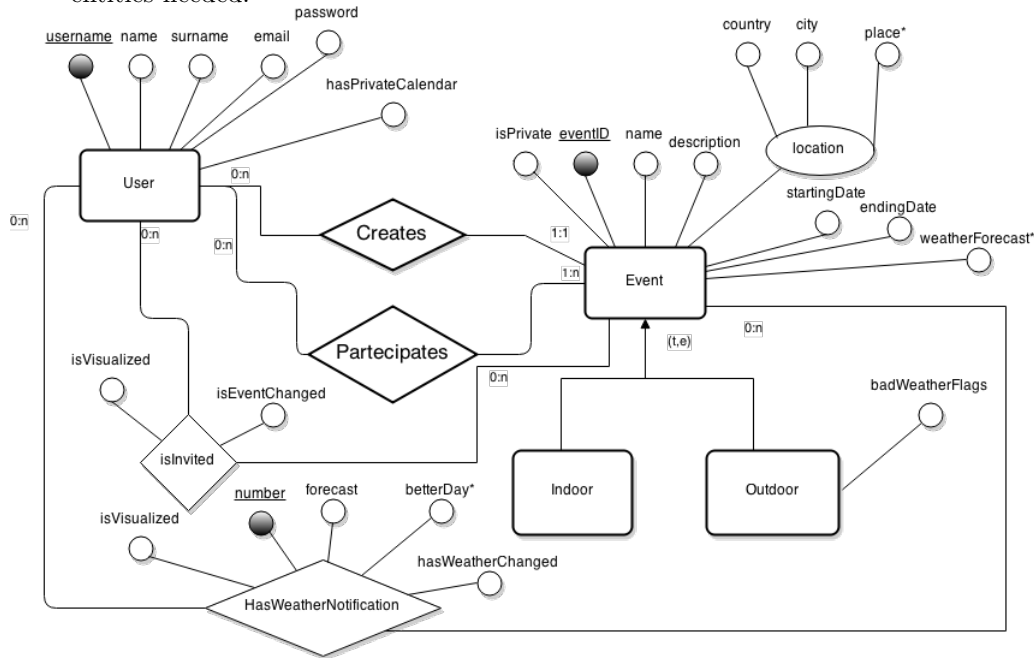 entities needed.
password
username name surname email
country city place*
hasPrivateCalendar
isPrivate eventID name description
location
User
startingDate
endingDate
weatherForecast*
0:n
0:n
0:n
0:n
Creates
1:1
1:n
Event
Partecipates
0:n
(t,e)
0:n
isVisualized
isEventChanged
badWeatherFlags
isInvited
Indoor
Outdoor
number forecast betterDay*
isVisualized
hasWeatherChanged
HasWeatherNotification
0:n